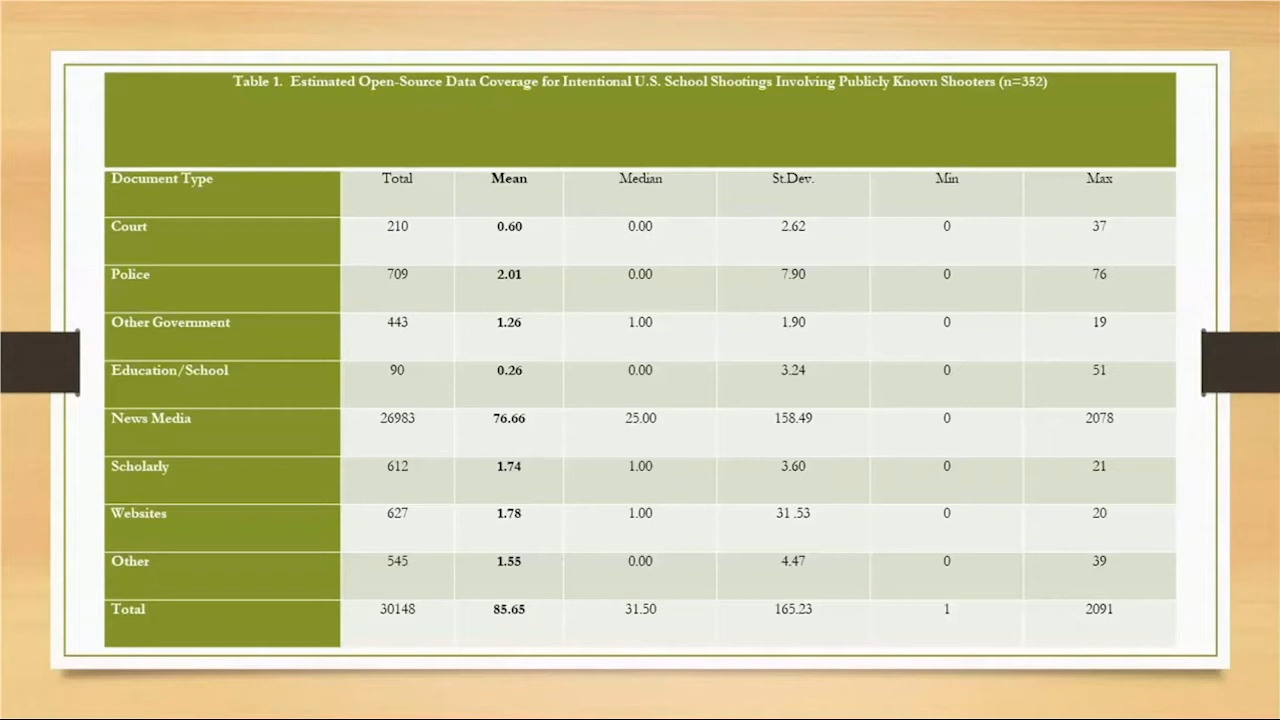 Table 1. Estimated Open-Source Data Coverage for Intentional U.S. School Shootings Involving Publicly Known Shooters (n=352)
Document Type Total Mean Median St.Dev. Min Max
Court 210 0.60 0.00 2.62 0 37
Police 709 2.01 0.00 7.90 0 76
Other Government 443 1.26 1.00 1.90 0 19
Education/School 90 0.26 0.00 3.24 0 51
News Media 26983 76.66 25.00 158.49 0 2078
Scholarly 612 1.74 1.00 3.60 0 21
Websites 627 1.78 1.00 31.53 0 20
Other 545 1.55 0.00 4.47 0 39
Total 30148 85.65 31.50 165.23 1 2091